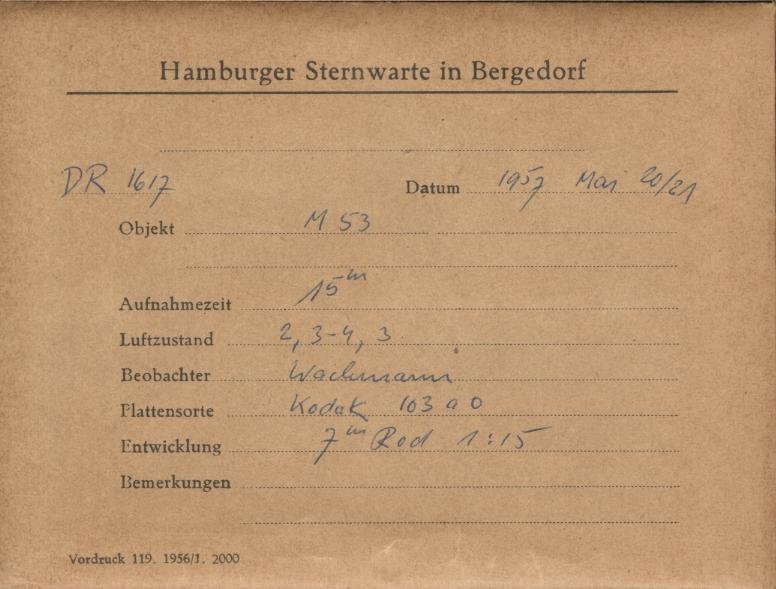 Hamburger Sternwarte in Bergedorf
DR 1617 Datum 1957 Mai 20/21
Objekt M 53
Aufnahmezeit 15m
Luftzustand 2, 3-4, 3
Beobachter Wachmann
Plattensorte Kodak 103 a O
Entwicklung 7m Rod 1:15
Bemerkungen
Vordruck 119. 1956/1. 2000